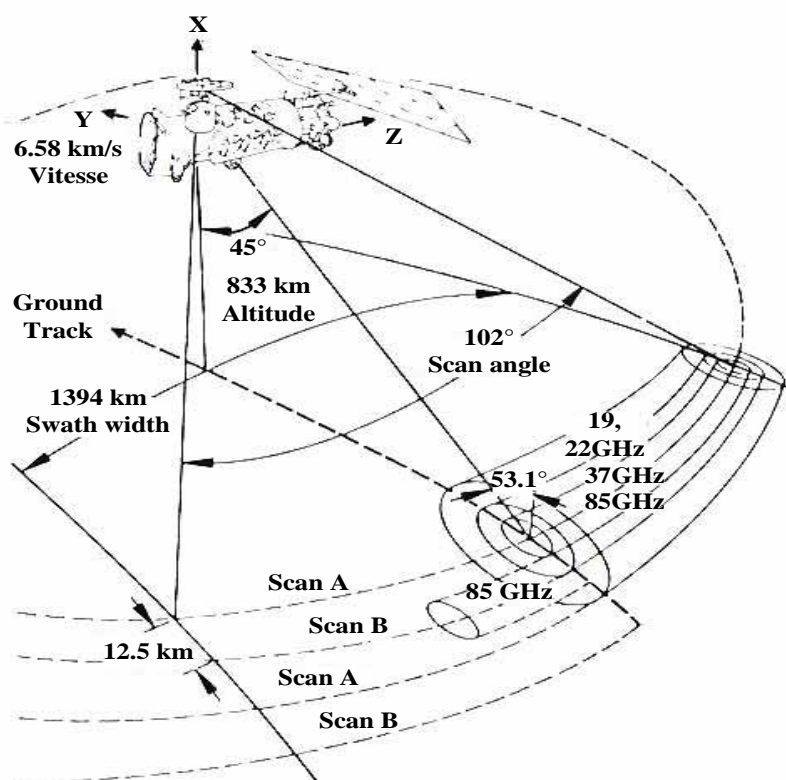 X
Y
Z
6.58 km/s
Vitesse
45°
833 km
Altitude
Ground
Track
102°
Scan angle
1394 km
Swath width
19,
22GHz
37GHz
85GHz
53.1°
85 GHz
Scan A
Scan B
12.5 km
Scan A
Scan B